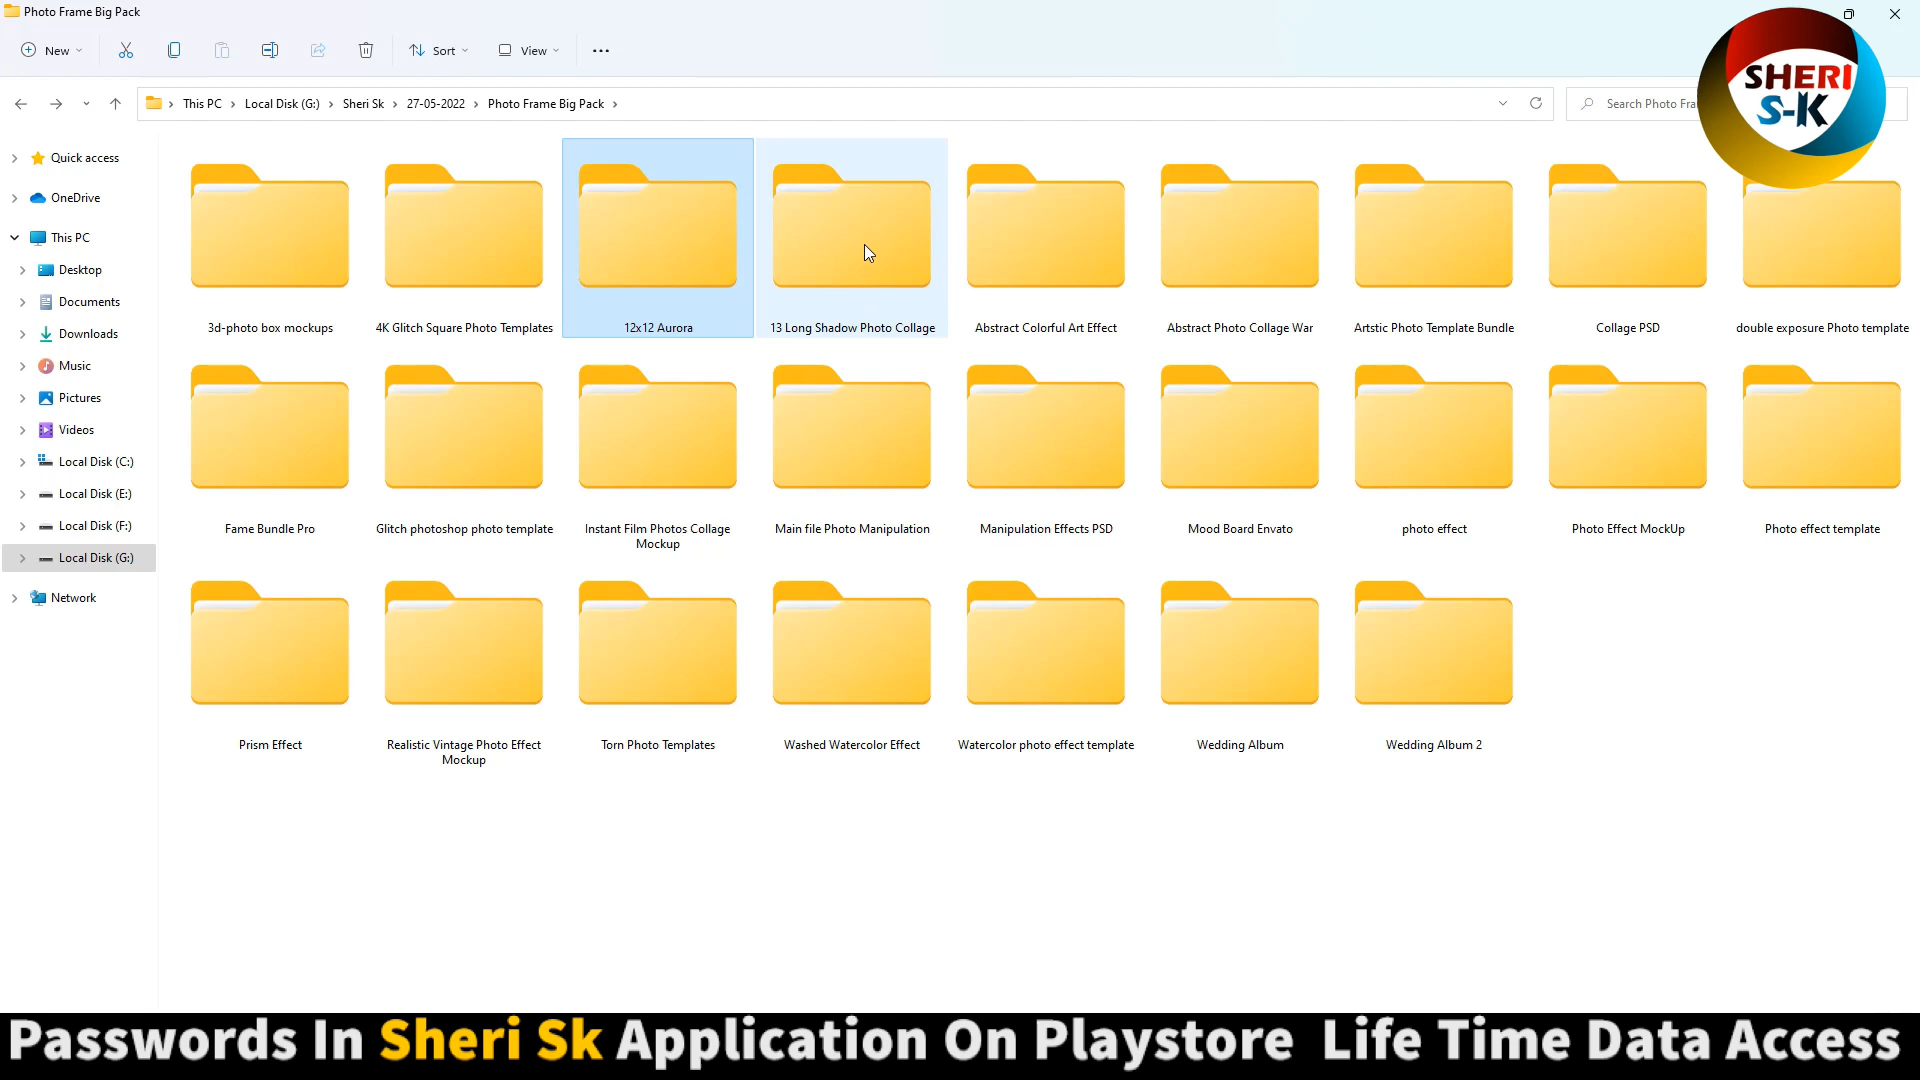 Photo Frame Big Pack
New
Sort
View
This PC > Local Disk (G:) > Sheri Sk > 27-05-2022 > Photo Frame Big Pack >
Search Photo Fra
SHERI
S-K
Quick access
OneDrive
This PC
Desktop
Documents
Downloads
Music
Pictures
Videos
Local Disk (C:)
Local Disk (E:)
Local Disk (F:)
Local Disk (G:)
Network
3d-photo box mockups
4K Glitch Square Photo Templates
12x12 Aurora
13 Long Shadow Photo Collage
Abstract Colorful Art Effect
Abstract Photo Collage War
Artstic Photo Template Bundle
Collage PSD
double exposure Photo template
Fame Bundle Pro
Glitch photoshop photo template
Instant Film Photos Collage
Mockup
Main file Photo Manipulation
Manipulation Effects PSD
Mood Board Envato
photo effect
Photo Effect MockUp
Photo effect template
Prism Effect
Realistic Vintage Photo Effect
Mockup
Torn Photo Templates
Washed Watercolor Effect
Watercolor photo effect template
Wedding Album
Wedding Album 2
Passwords In Sheri Sk Application On Playstore Life Time Data Access